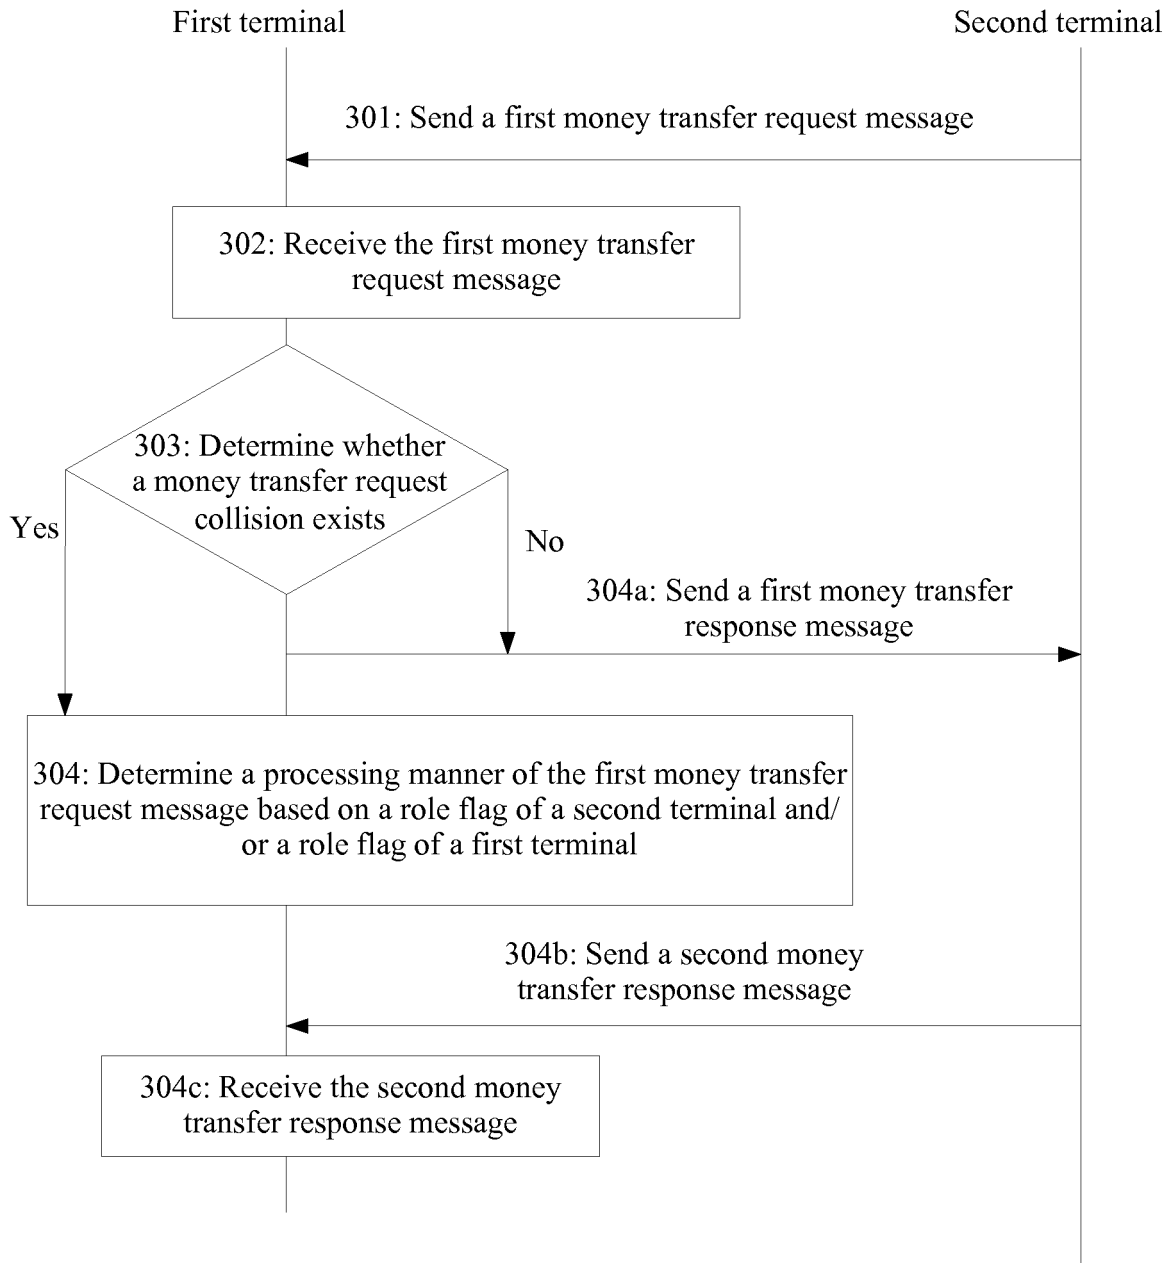 First terminal
Second terminal
301: Send a first money transfer request message
302: Receive the first money transfer
request message
303: Determine whether
a money transfer request
collision exists
Yes
No
304a: Send a first money transfer
response message
304: Determine a processing manner of the first money transfer
request message based on a role flag of a second terminal and/
or a role flag of a first terminal
304b: Send a second money
transfer response message
304c: Receive the second money
transfer response message